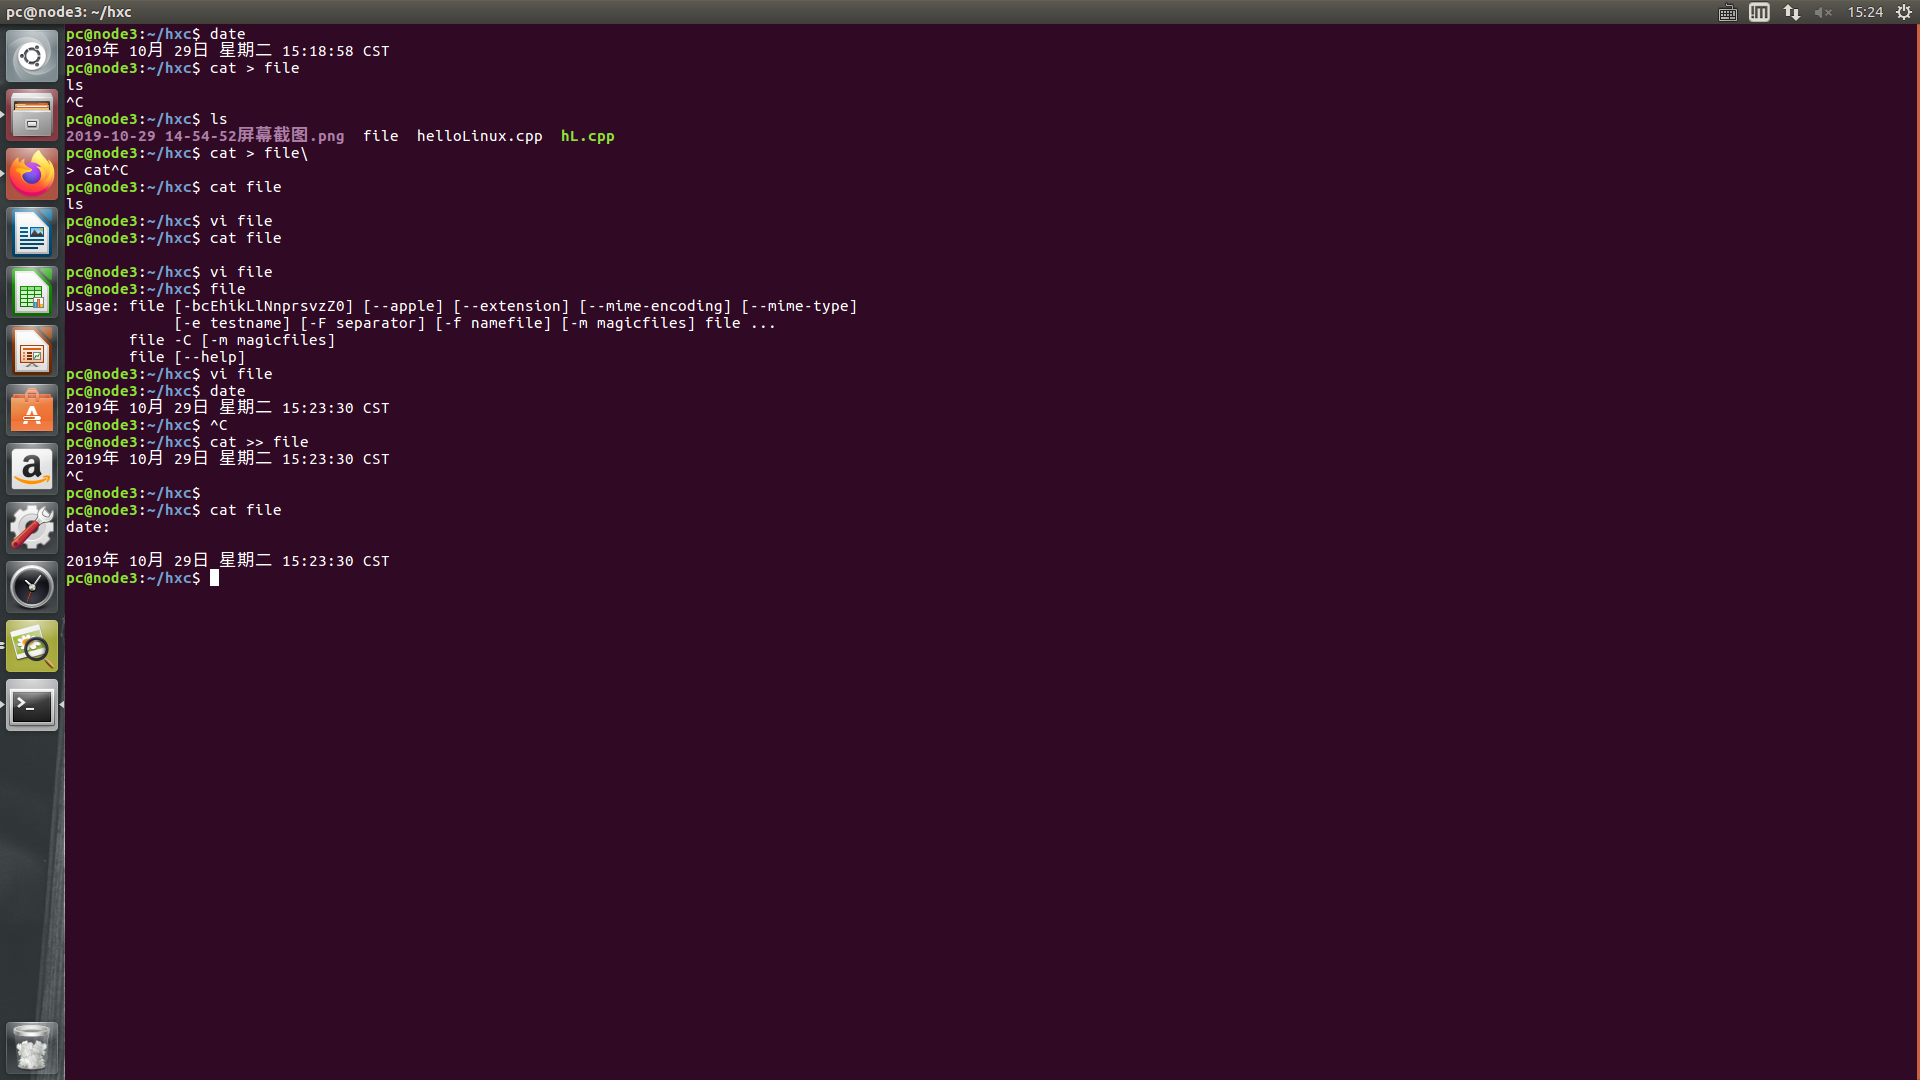 pc@node3: ~/hxc
15:24
pc@node3:~/hxc$ date
2019年 10月 29日 星期二 15:18:58 CST
pc@node3:~/hxc$ cat > file
ls
^C
pc@node3:~/hxc$ ls
2019-10-29 14-54-52屏幕截图.png  file  helloLinux.cpp  hL.cpp
pc@node3:~/hxc$ cat > file\
> cat^C
pc@node3:~/hxc$ cat file
ls
pc@node3:~/hxc$ vi file
pc@node3:~/hxc$ cat file

pc@node3:~/hxc$ vi file
pc@node3:~/hxc$ file
Usage: file [-bcEhikLlNnprsvzZ0] [--apple] [--extension] [--mime-encoding] [--mime-type]
            [-e testname] [-F separator] [-f namefile] [-m magicfiles] file ...
       file -C [-m magicfiles]
       file [--help]
pc@node3:~/hxc$ vi file
pc@node3:~/hxc$ date
2019年 10月 29日 星期二 15:23:30 CST
pc@node3:~/hxc$ ^C
pc@node3:~/hxc$ cat >> file
2019年 10月 29日 星期二 15:23:30 CST
^C
pc@node3:~/hxc$
pc@node3:~/hxc$ cat file
date:

2019年 10月 29日 星期二 15:23:30 CST
pc@node3:~/hxc$